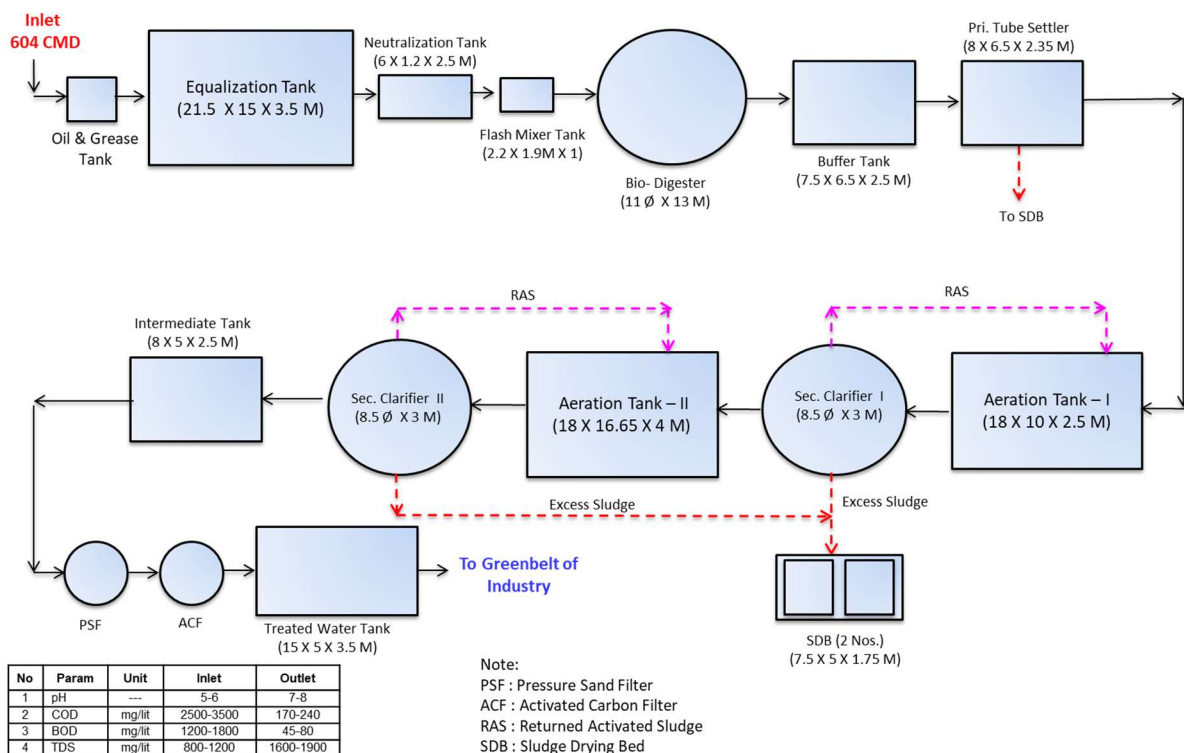 Inlet
604 CMD
Oil & Grease
Tank
Equalization Tank
(21.5 X 15 X 3.5 M)
Neutralization Tank
(6 X 1.2 X 2.5 M)
Flash Mixer Tank
(2.2 X 1.9M X 1)
Bio- Digester
(11 Ø X 13 M)
Buffer Tank
(7.5 X 6.5 X 2.5 M)
Pri. Tube Settler
(8 X 6.5 X 2.35 M)
To SDB
RAS
RAS
Intermediate Tank
(8 X 5 X 2.5 M)
Sec. Clarifier II
(8.5 Ø X 3 M)
Aeration Tank – II
(18 X 16.65 X 4 M)
Sec. Clarifier I
(8.5 Ø X 3 M)
Aeration Tank – I
(18 X 10 X 2.5 M)
Excess Sludge
Excess Sludge
PSF
ACF
Treated Water Tank
(15 X 5 X 3.5 M)
To Greenbelt of
Industry
SDB (2 Nos.)
(7.5 X 5 X 1.75 M)
No Param Unit Inlet Outlet
1 pH --- 5-6 7-8
2 COD mg/lit 2500-3500 170-240
3 BOD mg/lit 1200-1800 45-80
4 TDS mg/lit 800-1200 1600-1900
Note:
PSF : Pressure Sand Filter
ACF : Activated Carbon Filter
RAS : Returned Activated Sludge
SDB : Sludge Drying Bed